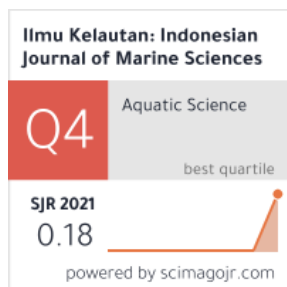 Ilmu Kelautan: Indonesian
Journal of Marine Sciences
Q4
Aquatic Science
best quartile
SJR 2021
0.18
powered by scimagojr.com